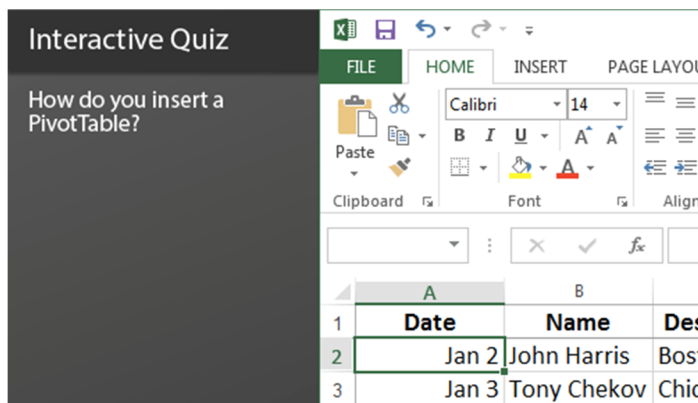 Interactive Quiz
How do you insert a
PivotTable?
FILE HOME INSERT PAGE LAYOU
Calibri 14
B I U A A
Paste
A
Clipboard Font Align
fx
A B
1 Date Name Des
2 Jan 2 John Harris Bos
3 Jan 3 Tony Chekov Chic